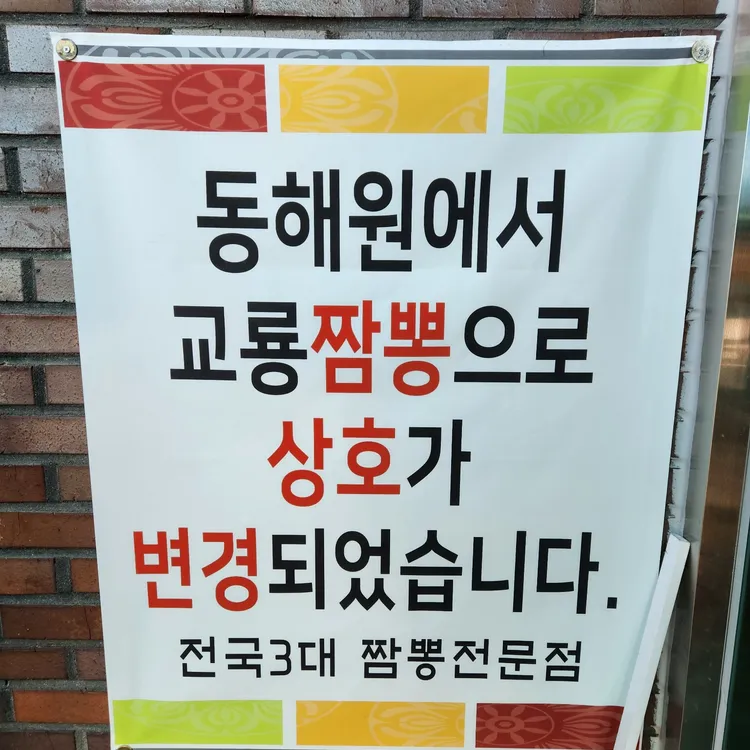 동해원에서
교룡짬뽕으로
상호가
변경되었습니다.
전국3대 짬뽕전문점